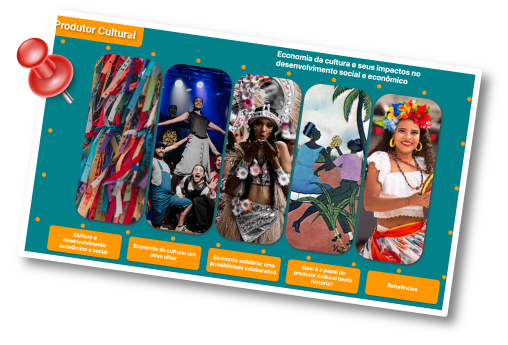 Produtor Cultural
Economia da cultura e seus impactos no
desenvolvimento social e econômico
Cultura e
desenvolvimento
econômico e social
Economia da cultura: um
novo olhar
Economia solidária: uma
possibilidade colaborativa
Qual é o papel do
produtor cultural nesta
história?
Referências